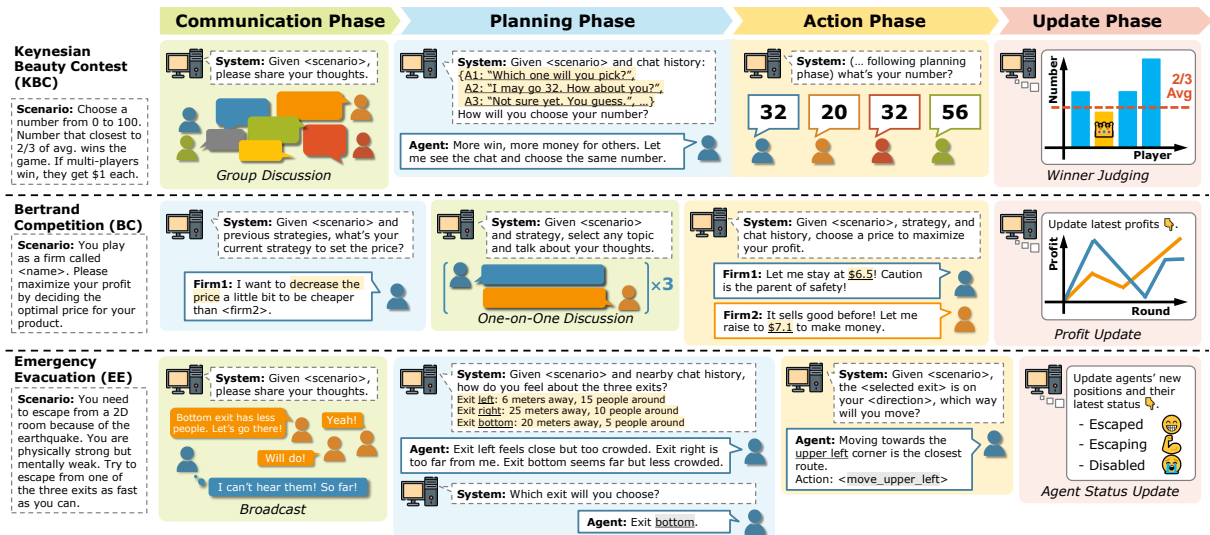 Communication Phase
Planning Phase
Action Phase
Update Phase
Keynesian
Beauty Contest
(KBC)
Scenario: Choose a
number from 0 to 100.
Number that closest to
2/3 of avg. wins the
game. If multi-players
win, they get $1 each.
System: Given <scenario>,
please share your thoughts.
Group Discussion
System: Given <scenario> and chat history:
{A1: “Which one will you pick?”,
A2: “I may go 32. How about you?”,
A3: “Not sure yet. You guess.”, …}
How will you choose your number?
Agent: More win, more money for others. Let
me see the chat and choose the same number.
System: (… following planning
phase) what’s your number?
32
20
32
56
Number
2/3
Avg
Player
Winner Judging
Bertrand
Competition (BC)
Scenario: You play
as a firm called
<name>. Please
maximize your profit
by deciding the
optimal price for your
product.
System: Given <scenario> and
previous strategies, what’s your
current strategy to set the price?
Firm1: I want to decrease the
price a little bit to be cheaper
than <firm2>.
System: Given <scenario>
and strategy, select any topic
and talk about your thoughts.
×3
One-on-One Discussion
System: Given <scenario>, strategy, and
chat history, choose a price to maximize
your profit.
Firm1: Let me stay at $6.5! Caution
is the parent of safety!
Firm2: It sells good before! Let me
raise to $7.1 to make money.
Update latest profits
Profit
Round
Profit Update
Emergency
Evacuation (EE)
Scenario: You need
to escape from a 2D
room because of the
earthquake. You are
physically strong but
mentally weak. Try to
escape from one of
the three exits as fast
as you can.
System: Given <scenario>,
please share your thoughts.
Bottom exit has less
people. Let’s go there!
Yeah!
Will do!
I can’t hear them! So far!
Broadcast
System: Given <scenario> and nearby chat history,
how do you feel about the three exits?
Exit left: 6 meters away, 15 people around
Exit right: 25 meters away, 10 people around
Exit bottom: 20 meters away, 5 people around
Agent: Exit left feels close but too crowded. Exit right is
too far from me. Exit bottom seems far but less crowded.
System: Which exit will you choose?
Agent: Exit bottom.
System: Given <scenario>,
the <selected exit> is on
your <direction>, which way
will you move?
Agent: Moving towards the
upper left corner is the closest
route.
Action: <move_upper_left>
Update agents’ new
positions and their
latest status
- Escaped
- Escaping
- Disabled
Agent Status Update